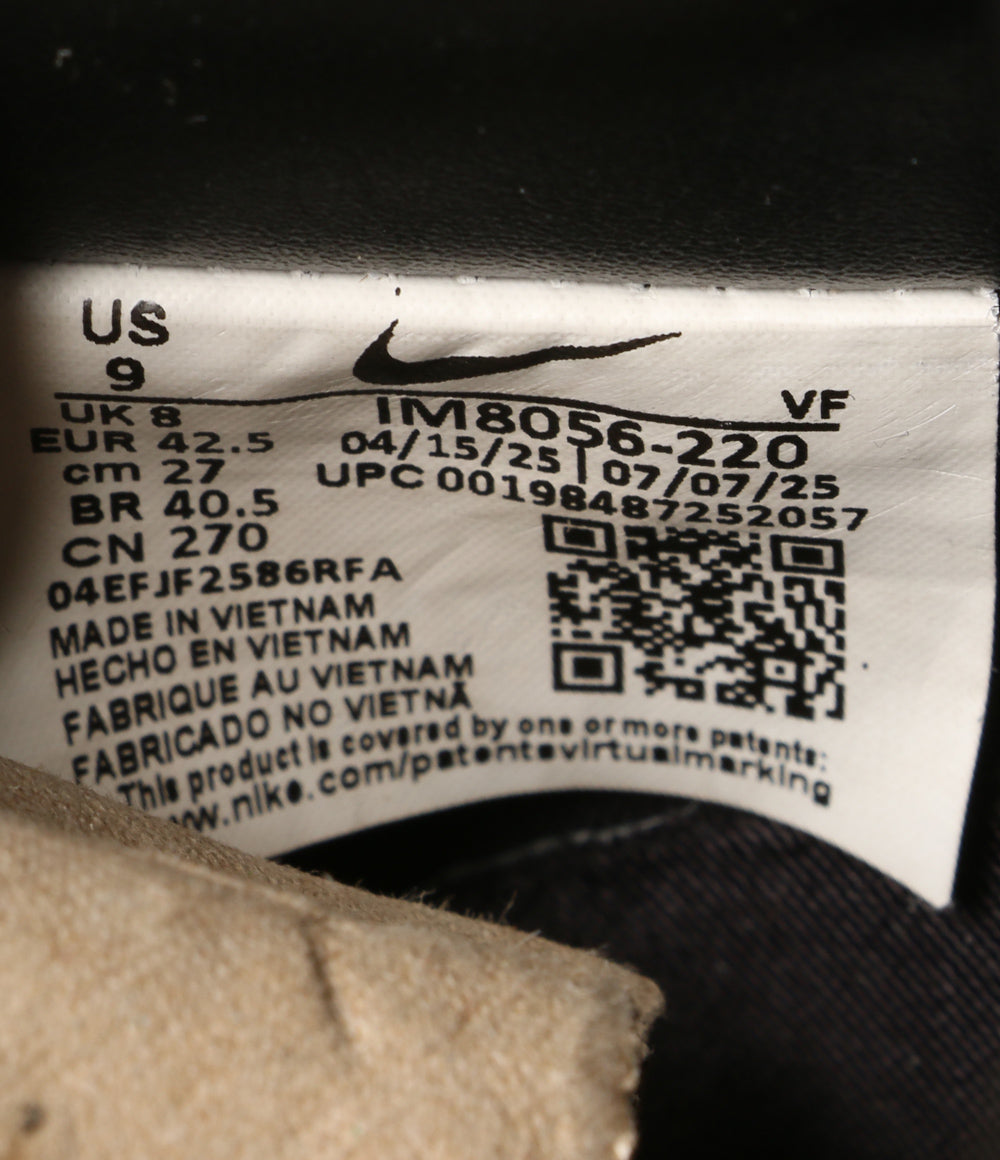 US
9
VF
UK 8
EUR 42.5
cm 27
BR 40.5
CN 270
IM8056-220
04/15/25 | 07/07/25
UPC 00198487252057
04EFJF2586RFA
MADE IN VIETNAM
HECHO EN VIETNAM
FABRIQUE AU VIETNAM
FABRICADO NO VIETNÃ
This product is covered by one or more patents:
www.nike.com/patentsvirtualmarking